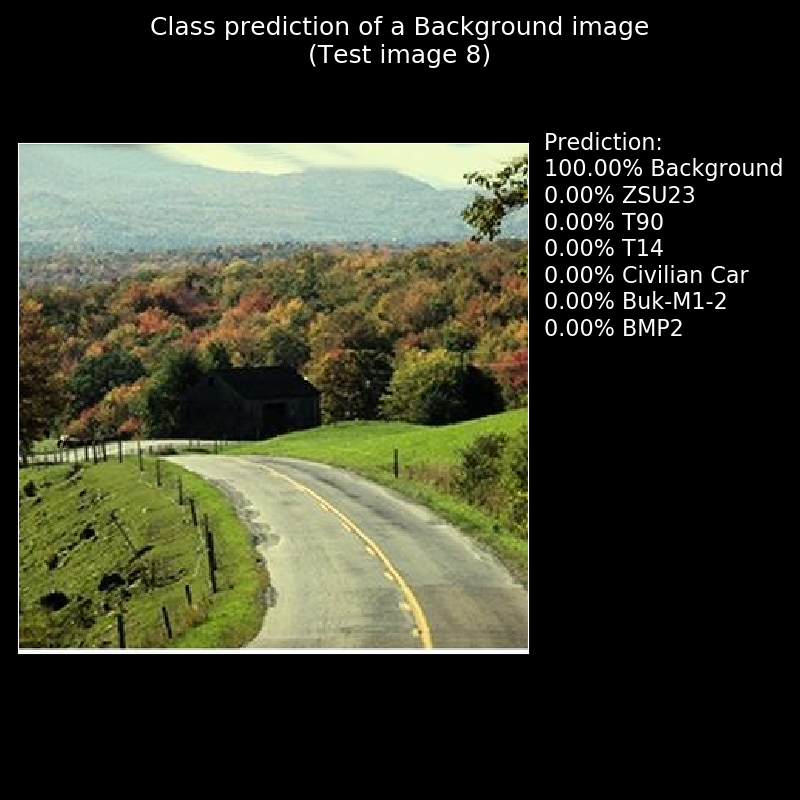 Class prediction of a Background image
(Test image 8)
Prediction:
100.00% Background
0.00% ZSU23
0.00% T90
0.00% T14
0.00% Civilian Car
0.00% Buk-M1-2
0.00% BMP2